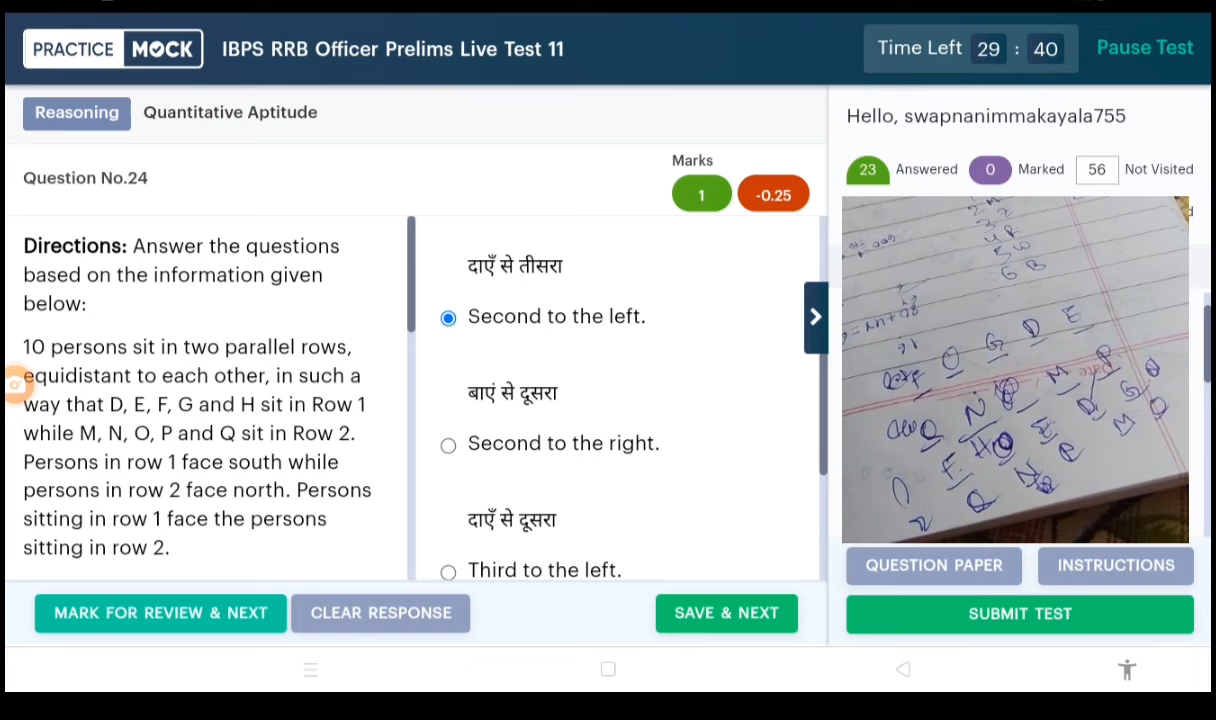 PRACTICE MOCK IBPS RRB Officer Prelims Live Test 11 Time Left 29 : 40 Pause Test
Reasoning Quantitative Aptitude
Hello, swapnanimmakayala755
Question No.24
Marks
1 -0.25
23 Answered 0 Marked 56 Not Visited
Directions: Answer the questions
based on the information given
below:
10 persons sit in two parallel rows,
equidistant to each other, in such a
way that D, E, F, G and H sit in Row 1
while M, N, O, P and Q sit in Row 2.
Persons in row 1 face south while
persons in row 2 face north. Persons
sitting in row 1 face the persons
sitting in row 2.
दाएँ से तीसरा
Second to the left.
बाएं से दूसरा
Second to the right.
दाएँ से दूसरा
Third to the left.
MARK FOR REVIEW & NEXT CLEAR RESPONSE SAVE & NEXT
QUESTION PAPER INSTRUCTIONS
SUBMIT TEST